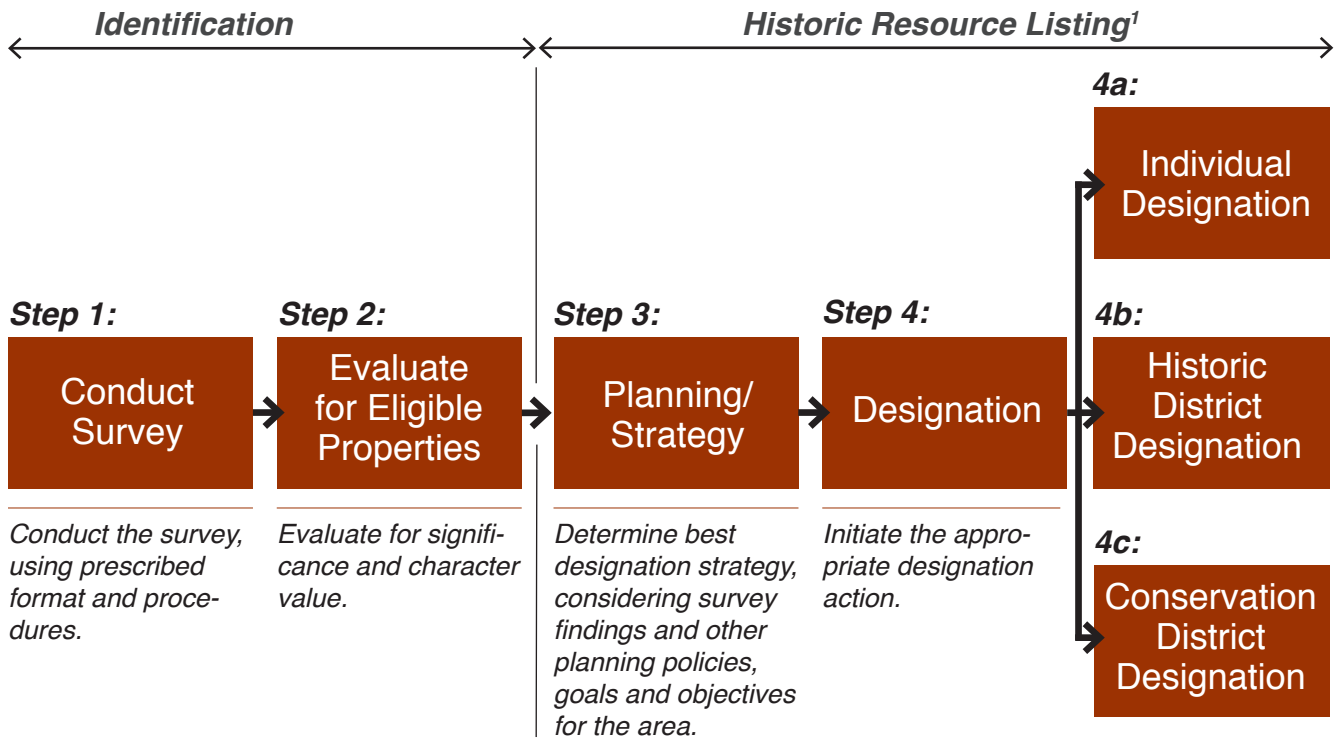 Identification
Historic Resource Listing¹
Step 1:
Conduct
Survey
Conduct the survey,
using prescribed
format and proce-
dures.
Step 2:
Evaluate
for Eligible
Properties
Evaluate for signifi-
cance and character
value.
Step 3:
Planning/
Strategy
Determine best
designation strategy,
considering survey
findings and other
planning policies,
goals and objectives
for the area.
Step 4:
Designation
Initiate the appro-
priate designation
action.
4a:
Individual
Designation
4b:
Historic
District
Designation
4c:
Conservation
District
Designation